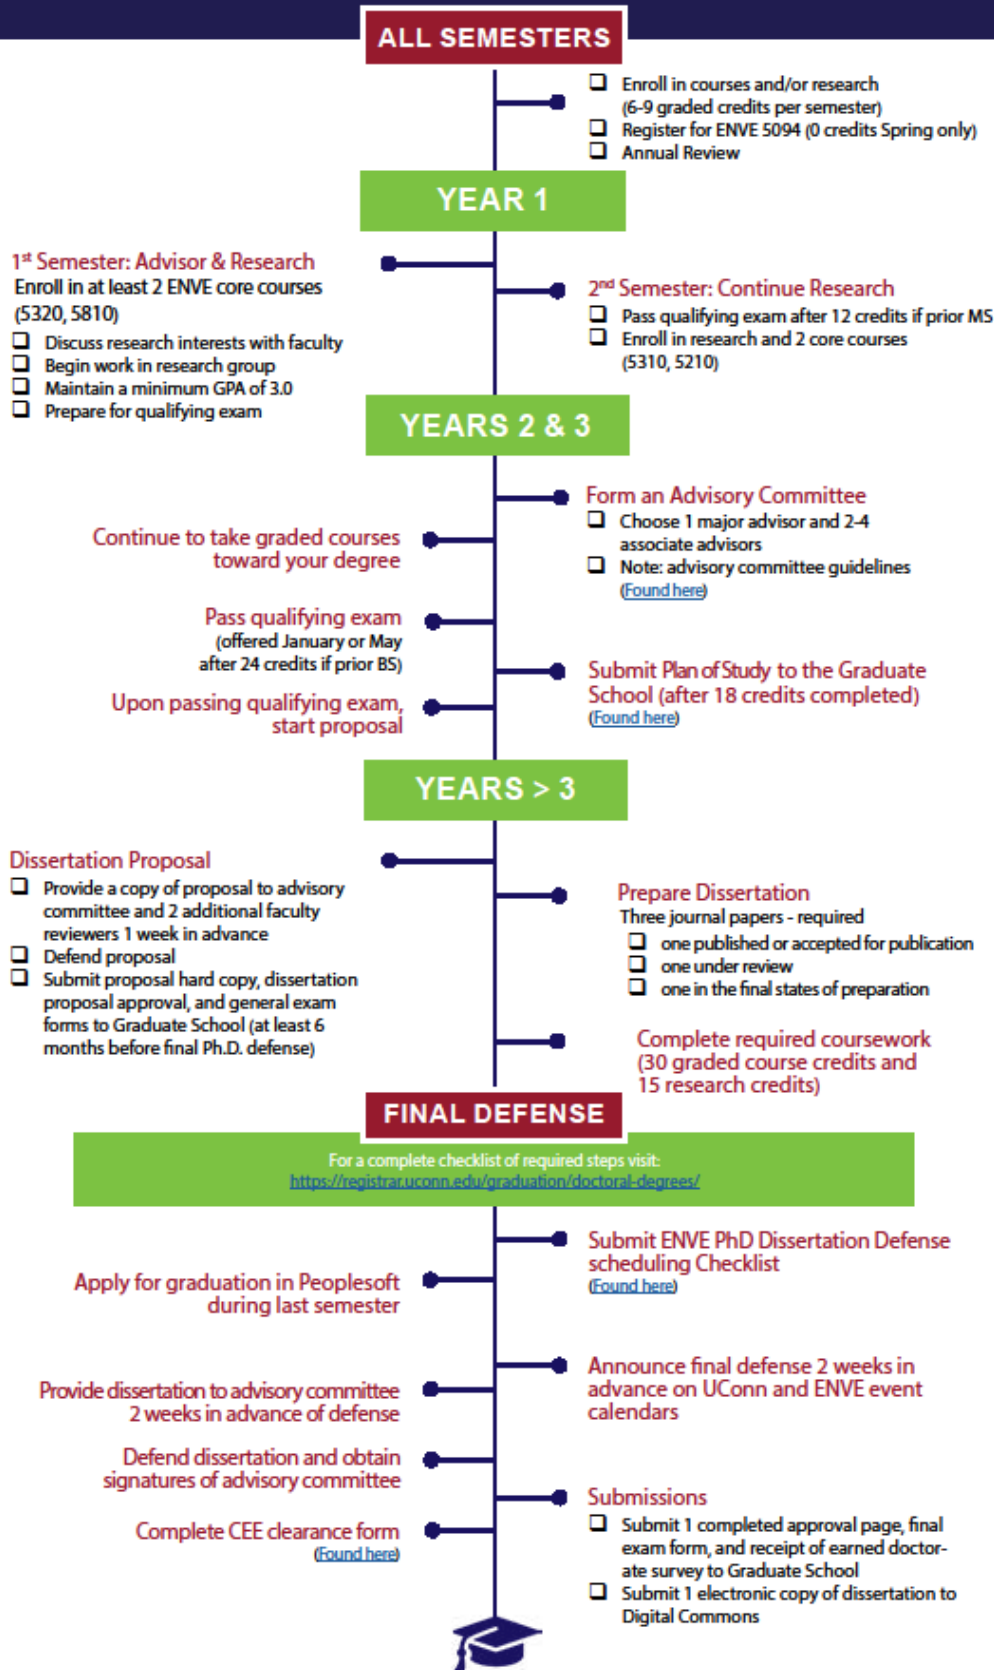 ALL SEMESTERS
❑ Enroll in courses and/or research
(6-9 graded credits per semester)
❑ Register for ENVE 5094 (0 credits Spring only)
❑ Annual Review
YEAR 1
1st Semester: Advisor & Research
Enroll in at least 2 ENVE core courses
(5320, 5810)
❑ Discuss research interests with faculty
❑ Begin work in research group
❑ Maintain a minimum GPA of 3.0
❑ Prepare for qualifying exam
2nd Semester: Continue Research
❑ Pass qualifying exam after 12 credits if prior MS
❑ Enroll in research and 2 core courses
(5310, 5210)
YEARS 2 & 3
Form an Advisory Committee
❑ Choose 1 major advisor and 2-4
associate advisors
❑ Note: advisory committee guidelines
(Found here)
Continue to take graded courses
toward your degree
Pass qualifying exam
(offered January or May
after 24 credits if prior BS)
Submit Plan of Study to the Graduate
School (after 18 credits completed)
(Found here)
Upon passing qualifying exam,
start proposal
YEARS > 3
Dissertation Proposal
❑ Provide a copy of proposal to advisory
committee and 2 additional faculty
reviewers 1 week in advance
❑ Defend proposal
❑ Submit proposal hard copy, dissertation
proposal approval, and general exam
forms to Graduate School (at least 6
months before final Ph.D. defense)
Prepare Dissertation
Three journal papers - required
❑ one published or accepted for publication
❑ one under review
❑ one in the final states of preparation
Complete required coursework
(30 graded course credits and
15 research credits)
FINAL DEFENSE
For a complete checklist of required steps visit:
https://registrar.uconn.edu/graduation/doctoral-degrees/
Submit ENVE PhD Dissertation Defense
scheduling Checklist
(Found here)
Apply for graduation in Peoplesoft
during last semester
Announce final defense 2 weeks in
advance on UConn and ENVE event
calendars
Provide dissertation to advisory committee
2 weeks in advance of defense
Defend dissertation and obtain
signatures of advisory committee
Submissions
❑ Submit 1 completed approval page, final
exam form, and receipt of earned doctor-
ate survey to Graduate School
❑ Submit 1 electronic copy of dissertation to
Digital Commons
Complete CEE clearance form
(Found here)